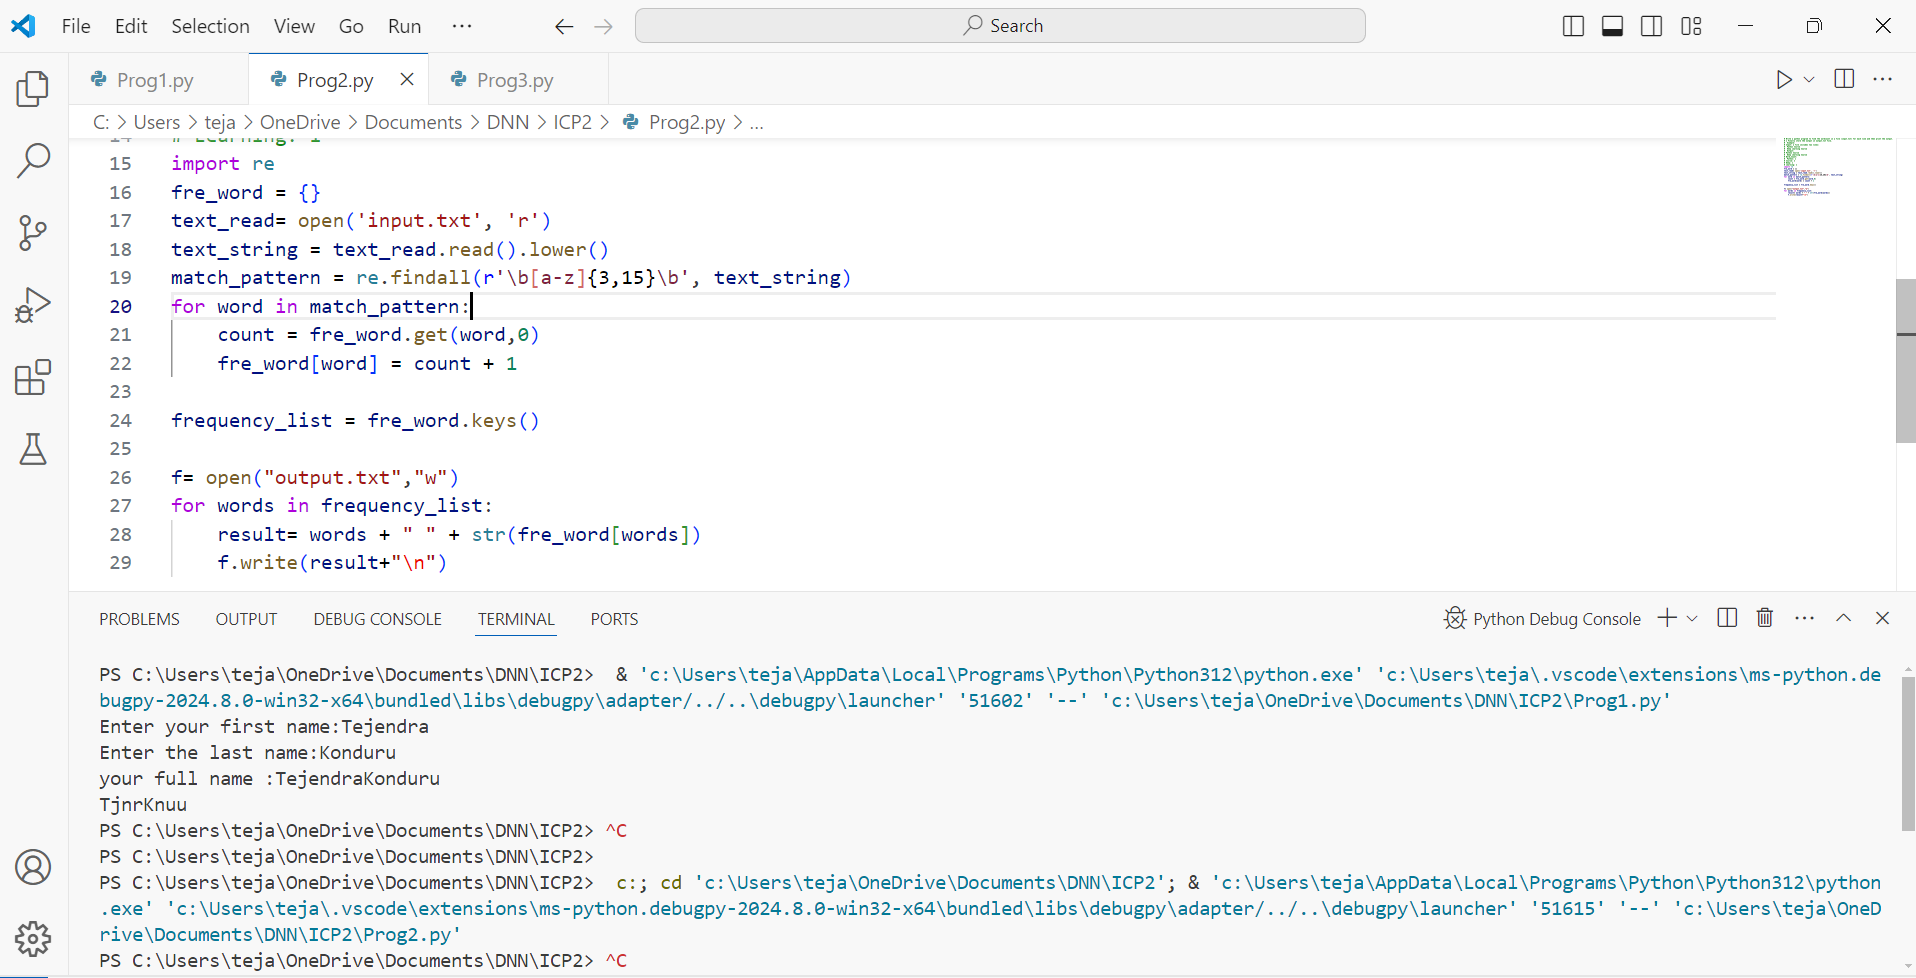 File Edit Selection View Go Run ··· Search
Prog1.py Prog2.py Prog3.py
C: > Users > teja > OneDrive > Documents > DNN > ICP2 > Prog2.py > ...
14 # Learning: 1
15 import re
16 fre_word = {}
17 text_read= open('input.txt', 'r')
18 text_string = text_read.read().lower()
19 match_pattern = re.findall(r'\b[a-z]{3,15}\b', text_string)
20 for word in match_pattern:
21 count = fre_word.get(word,0)
22 fre_word[word] = count + 1
23
24 frequency_list = fre_word.keys()
25
26 f= open("output.txt","w")
27 for words in frequency_list:
28 result= words + " " + str(fre_word[words])
29 f.write(result+"\n")
PROBLEMS OUTPUT DEBUG CONSOLE TERMINAL PORTS Python Debug Console
PS C:\Users\teja\OneDrive\Documents\DNN\ICP2>  & 'c:\Users\teja\AppData\Local\Programs\Python\Python312\python.exe' 'c:\Users\teja\.vscode\extensions\ms-python.de
bugpy-2024.8.0-win32-x64\bundled\libs\debugpy\adapter/../..\debugpy\launcher' '51602' '--' 'c:\Users\teja\OneDrive\Documents\DNN\ICP2\Prog1.py'
Enter your first name:Tejendra
Enter the last name:Konduru
your full name :TejendraKonduru
TjnrKnuu
PS C:\Users\teja\OneDrive\Documents\DNN\ICP2> ^C
PS C:\Users\teja\OneDrive\Documents\DNN\ICP2>
PS C:\Users\teja\OneDrive\Documents\DNN\ICP2>  c:; cd 'c:\Users\teja\OneDrive\Documents\DNN\ICP2'; & 'c:\Users\teja\AppData\Local\Programs\Python\Python312\python
.exe' 'c:\Users\teja\.vscode\extensions\ms-python.debugpy-2024.8.0-win32-x64\bundled\libs\debugpy\adapter/../..\debugpy\launcher' '51615' '--' 'c:\Users\teja\OneD
rive\Documents\DNN\ICP2\Prog2.py'
PS C:\Users\teja\OneDrive\Documents\DNN\ICP2> ^C